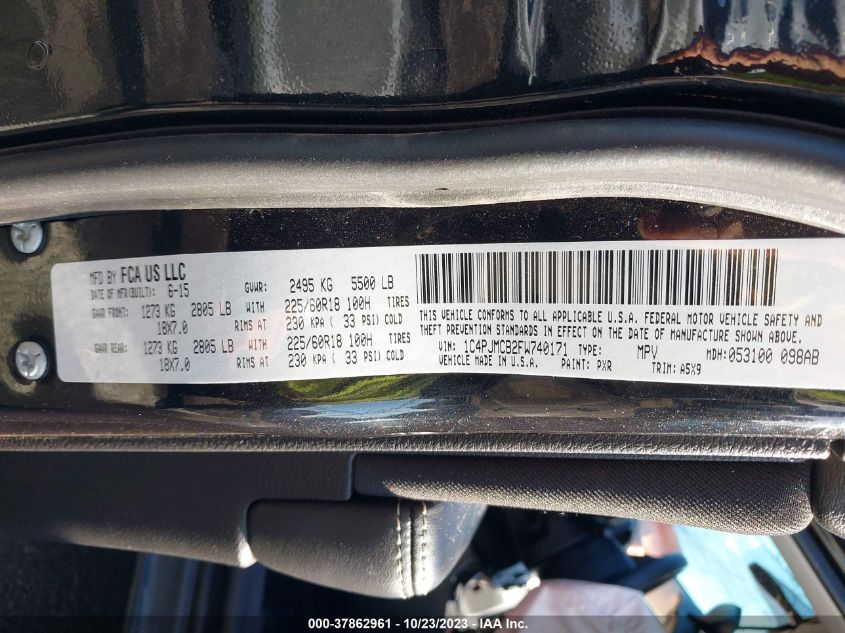 MFD BY FCA US LLC
DATE OF MFR(BUILT): 6-15 GVWR: 2495 KG 5500 LB
GAWR FRONT: 1273 KG 2805 LB WITH 225/60R18 100H TIRES
18X7.0 RIMS AT 230 KPA ( 33 PSI) COLD
GAWR REAR: 1273 KG 2805 LB WITH 225/60R18 100H TIRES
18X7.0 RIMS AT 230 KPA ( 33 PSI) COLD
THIS VEHICLE CONFORMS TO ALL APPLICABLE U.S.A. FEDERAL MOTOR VEHICLE SAFETY AND
THEFT PREVENTION STANDARDS IN EFFECT ON THE DATE OF MANUFACTURE SHOWN ABOVE.
VIN: 1C4PJMCB2FW740171 TYPE: MPV MDH:053100 098AB
VEHICLE MADE IN U.S.A. PAINT: PXR TRIM: A5X9
000-37862961 - 10/23/2023 - IAA Inc.